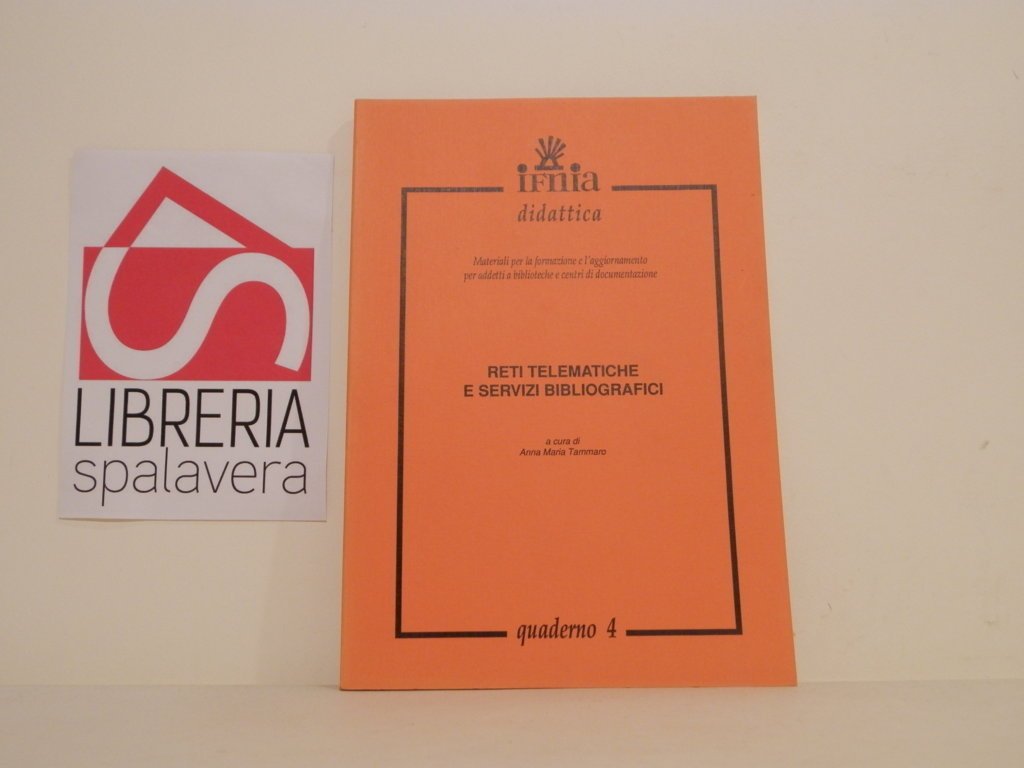 LIBRERIA
spalavera
iFnia
didattica
Materiali per la formazione e l'aggiornamento
per addetti a biblioteche e centri di documentazione
RETI TELEMATICHE
E SERVIZI BIBLIOGRAFICI
a cura di
Anna Maria Tammaro
quaderno 4